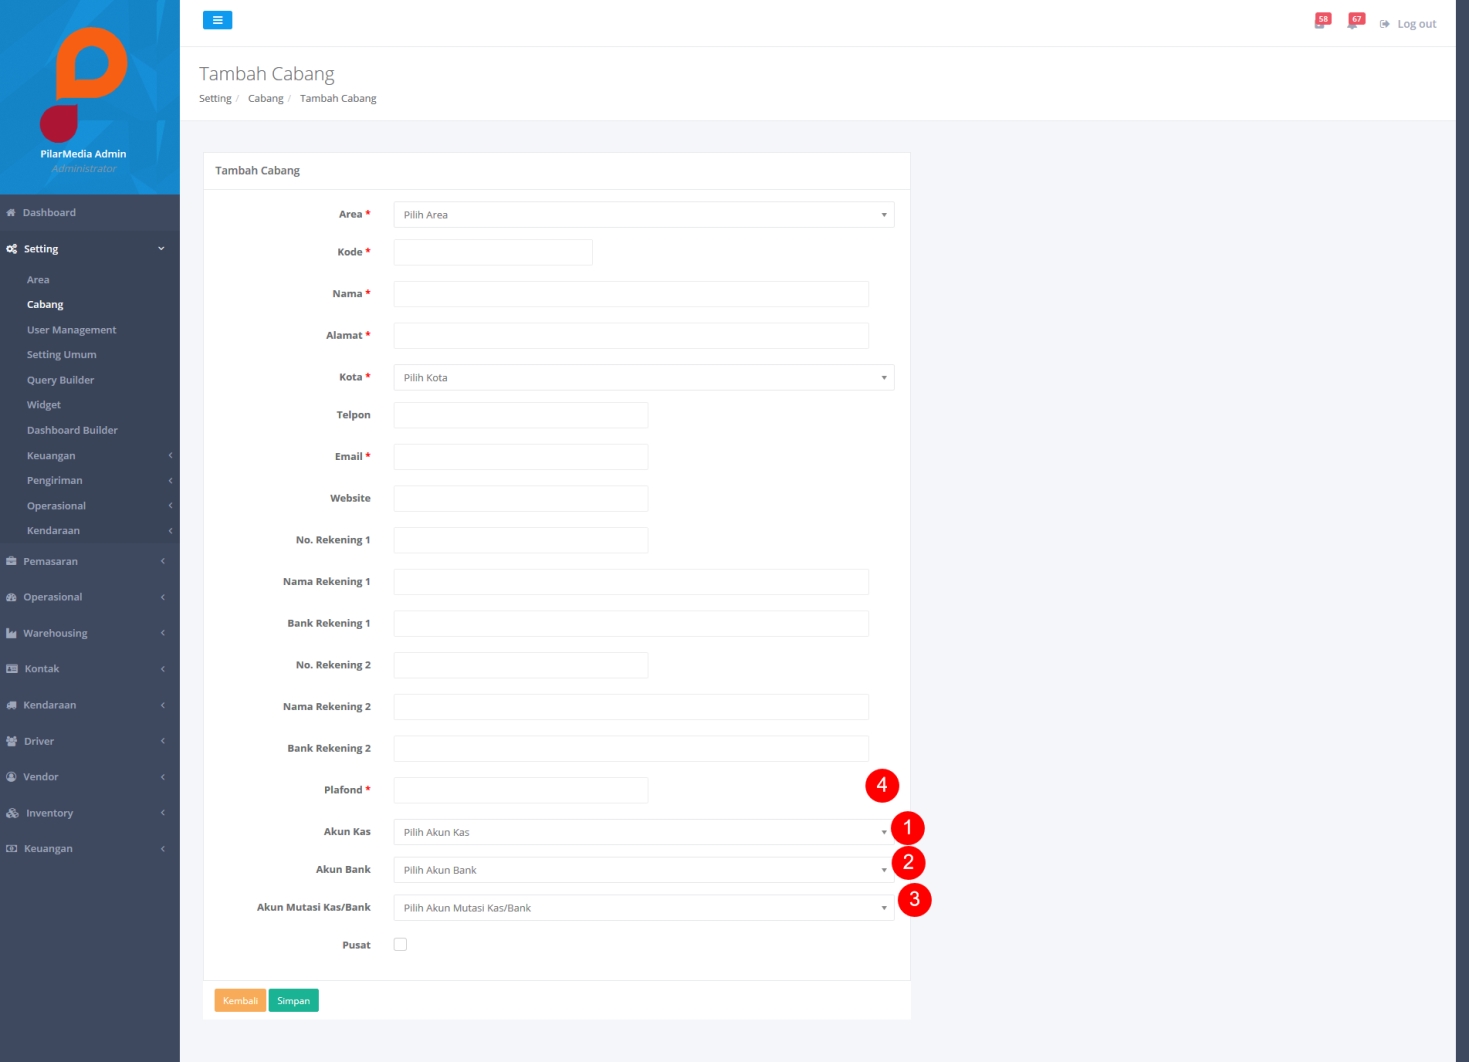 58
67
Log out
PilarMedia Admin
Administrator
Dashboard
Setting
Area
Cabang
User Management
Setting Umum
Query Builder
Widget
Dashboard Builder
Keuangan
Pengiriman
Operasional
Kendaraan
Pemasaran
Operasional
Warehousing
Kontak
Kendaraan
Driver
Vendor
Inventory
Keuangan
Tambah Cabang
Setting / Cabang / Tambah Cabang
Tambah Cabang
Area * Pilih Area
Kode *
Nama *
Alamat *
Kota * Pilih Kota
Telpon
Email *
Website
No. Rekening 1
Nama Rekening 1
Bank Rekening 1
No. Rekening 2
Nama Rekening 2
Bank Rekening 2
Plafond * 4
Akun Kas Pilih Akun Kas 1
Akun Bank Pilih Akun Bank 2
Akun Mutasi Kas/Bank Pilih Akun Mutasi Kas/Bank 3
Pusat
Kembali Simpan